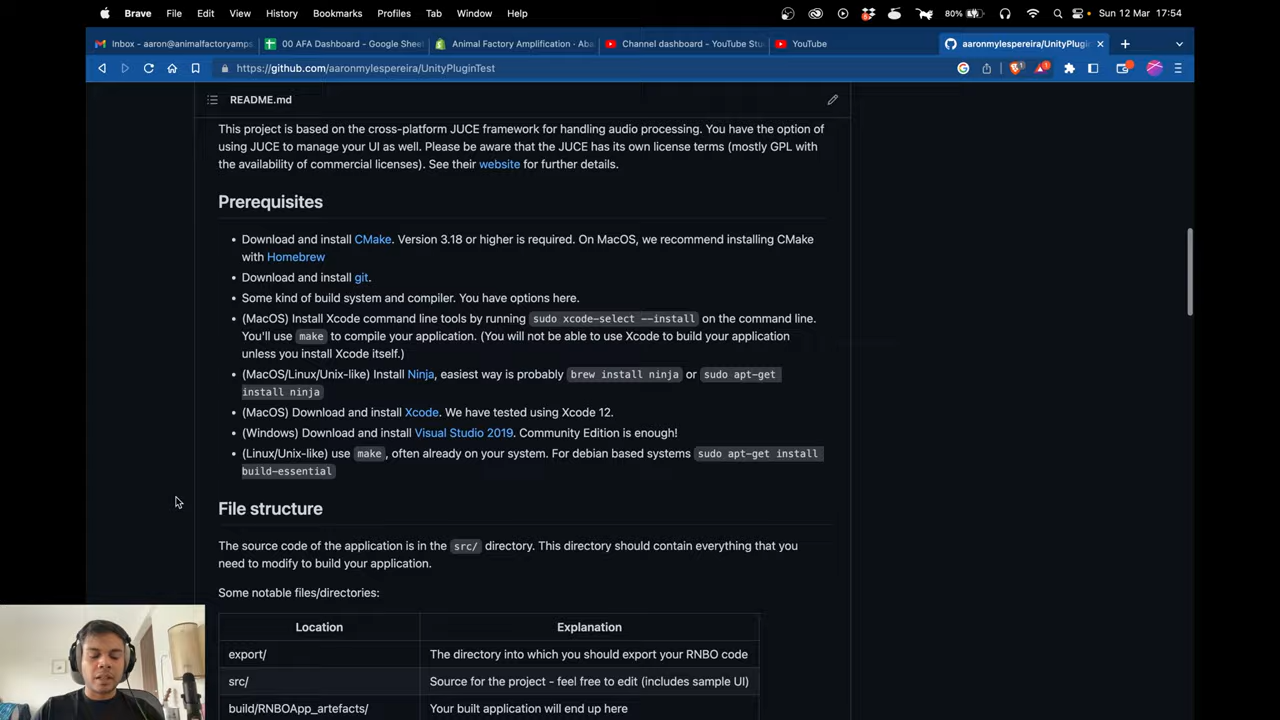 Brave File Edit View History Bookmarks Profiles Tab Window Help 80% Sun 12 Mar 17:54
Inbox - aaron@animalfactoryamps 00 AFA Dashboard - Google Sheet Animal Factory Amplification · Aba Channel dashboard - YouTube Stu YouTube aaronmylespereira/UnityPlugin
https://github.com/aaronmylespereira/UnityPluginTest
README.md
This project is based on the cross-platform JUCE framework for handling audio processing. You have the option of
using JUCE to manage your UI as well. Please be aware that the JUCE has its own license terms (mostly GPL with
the availability of commercial licenses). See their website for further details.
Prerequisites
• Download and install CMake. Version 3.18 or higher is required. On MacOS, we recommend installing CMake
with Homebrew
• Download and install git.
• Some kind of build system and compiler. You have options here.
• (MacOS) Install Xcode command line tools by running sudo xcode-select --install on the command line.
You'll use make to compile your application. (You will not be able to use Xcode to build your application
unless you install Xcode itself.)
• (MacOS/Linux/Unix-like) Install Ninja, easiest way is probably brew install ninja or sudo apt-get
install ninja
• (MacOS) Download and install Xcode. We have tested using Xcode 12.
• (Windows) Download and install Visual Studio 2019. Community Edition is enough!
• (Linux/Unix-like) use make, often already on your system. For debian based systems sudo apt-get install
build-essential
File structure
The source code of the application is in the src/ directory. This directory should contain everything that you
need to modify to build your application.
Some notable files/directories:
Location Explanation
export/ The directory into which you should export your RNBO code
src/ Source for the project - feel free to edit (includes sample UI)
build/RNBOApp_artefacts/ Your built application will end up here